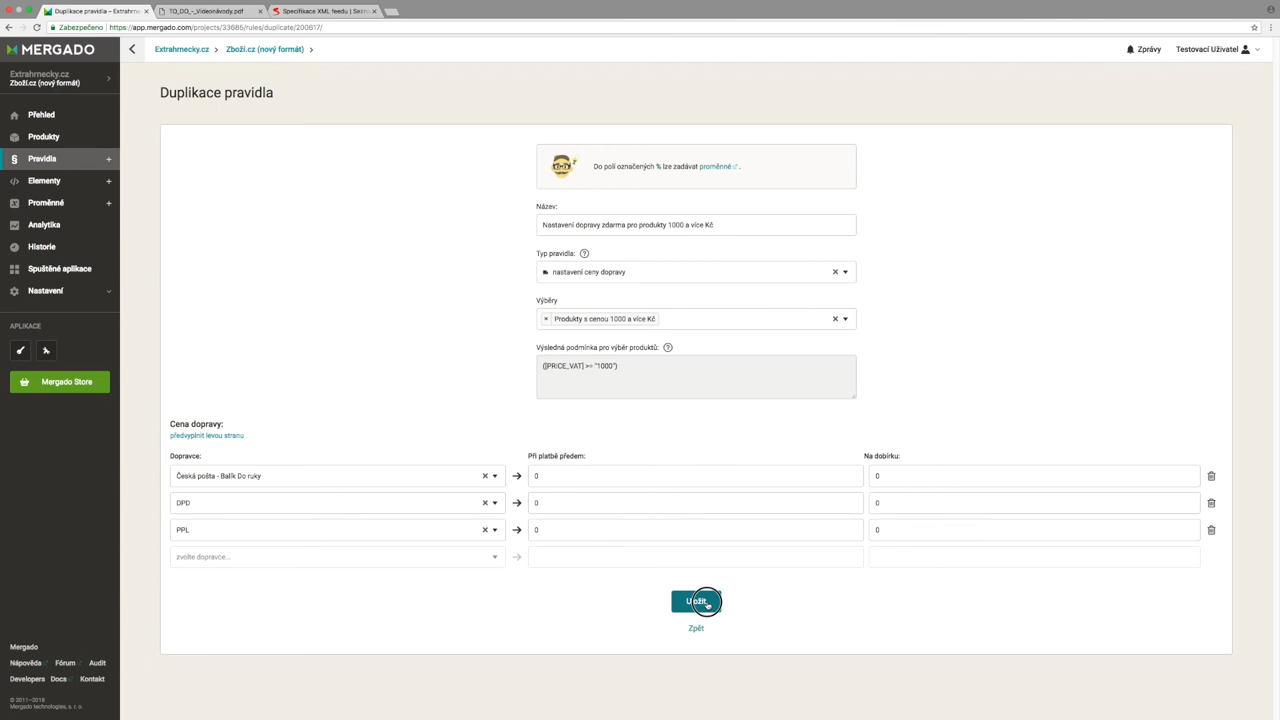 Duplikace pravidla – Extrahrn
TO_DO_-_Videonávody.pdf
Specifikace XML feedu | Sezn
Zabezpečeno
https://app.mergado.com/projects/33685/rules/duplicate/200617/
MERGADO
Extrahrnecky.cz
Zboží.cz (nový formát)
Zprávy
Testovací Uživatel
Extrahrnecky.cz
Zboží.cz (nový formát)
Přehled
Produkty
Pravidla
Elementy
Proměnné
Analytika
Historie
Spuštěné aplikace
Nastavení
APLIKACE
Mergado Store
Duplikace pravidla
Do polí označených % lze zadávat proměnné.
Název:
Nastavení dopravy zdarma pro produkty 1000 a více Kč
Typ pravidla:
nastavení ceny dopravy
Výběry
Produkty s cenou 1000 a více Kč
Výsledná podmínka pro výběr produktů:
([PRICE_VAT] >= "1000")
Cena dopravy:
předvyplnit levou stranu
Dopravce: Při platbě předem: Na dobírku:
Česká pošta - Balík Do ruky 0 0
DPD 0 0
PPL 0 0
zvolte dopravce...
Uložit
Zpět
Mergado
Nápověda Fórum Audit
Developers Docs Kontakt
© 2011–2018
Mergado technologies, s. r. o.